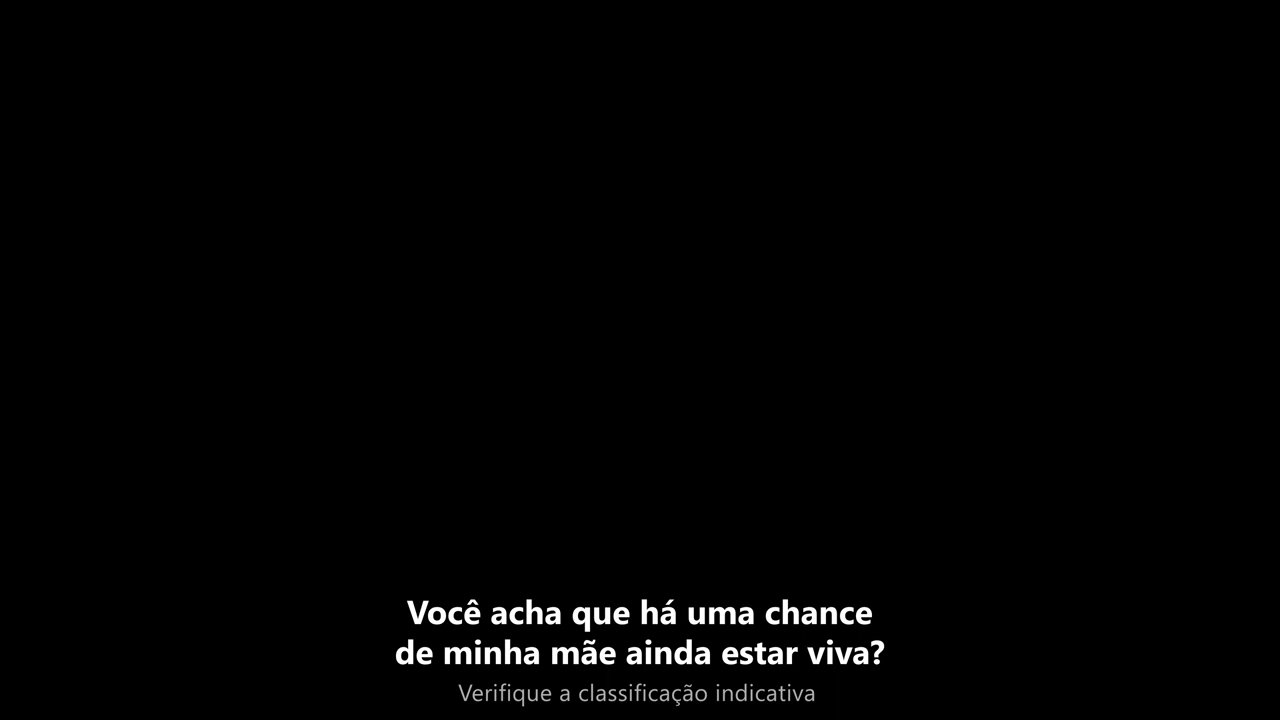 Você acha que há uma chance
de minha mãe ainda estar viva?
Verifique a classificação indicativa